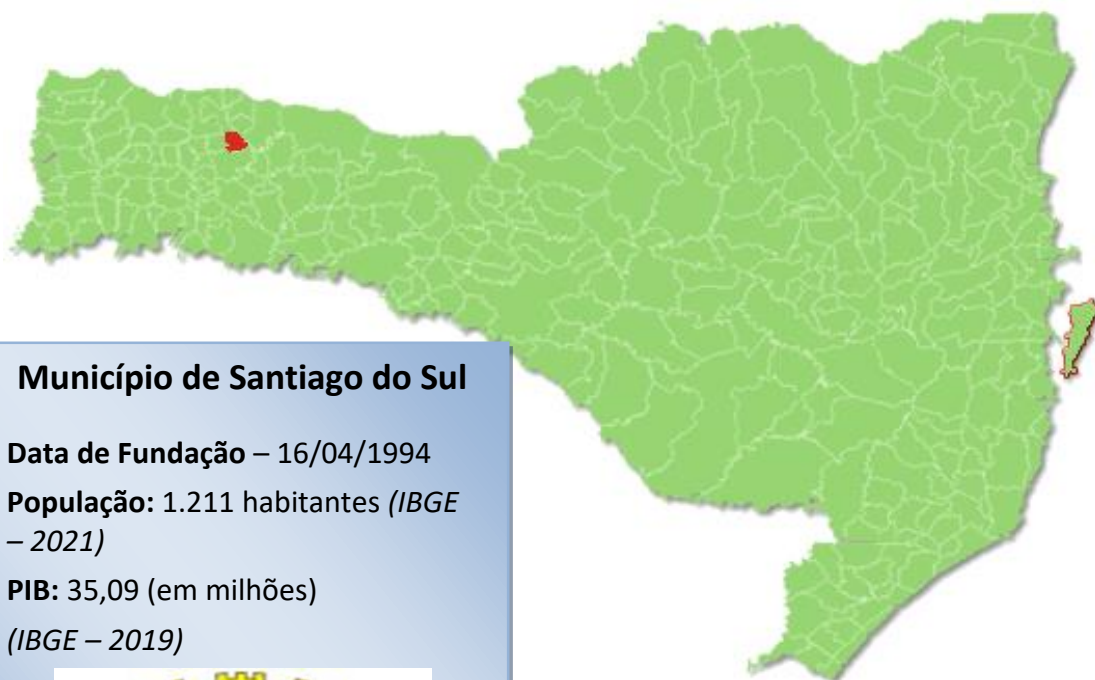 Município de Santiago do Sul
Data de Fundação – 16/04/1994
População: 1.211 habitantes (IBGE
– 2021)
PIB: 35,09 (em milhões)
(IBGE – 2019)